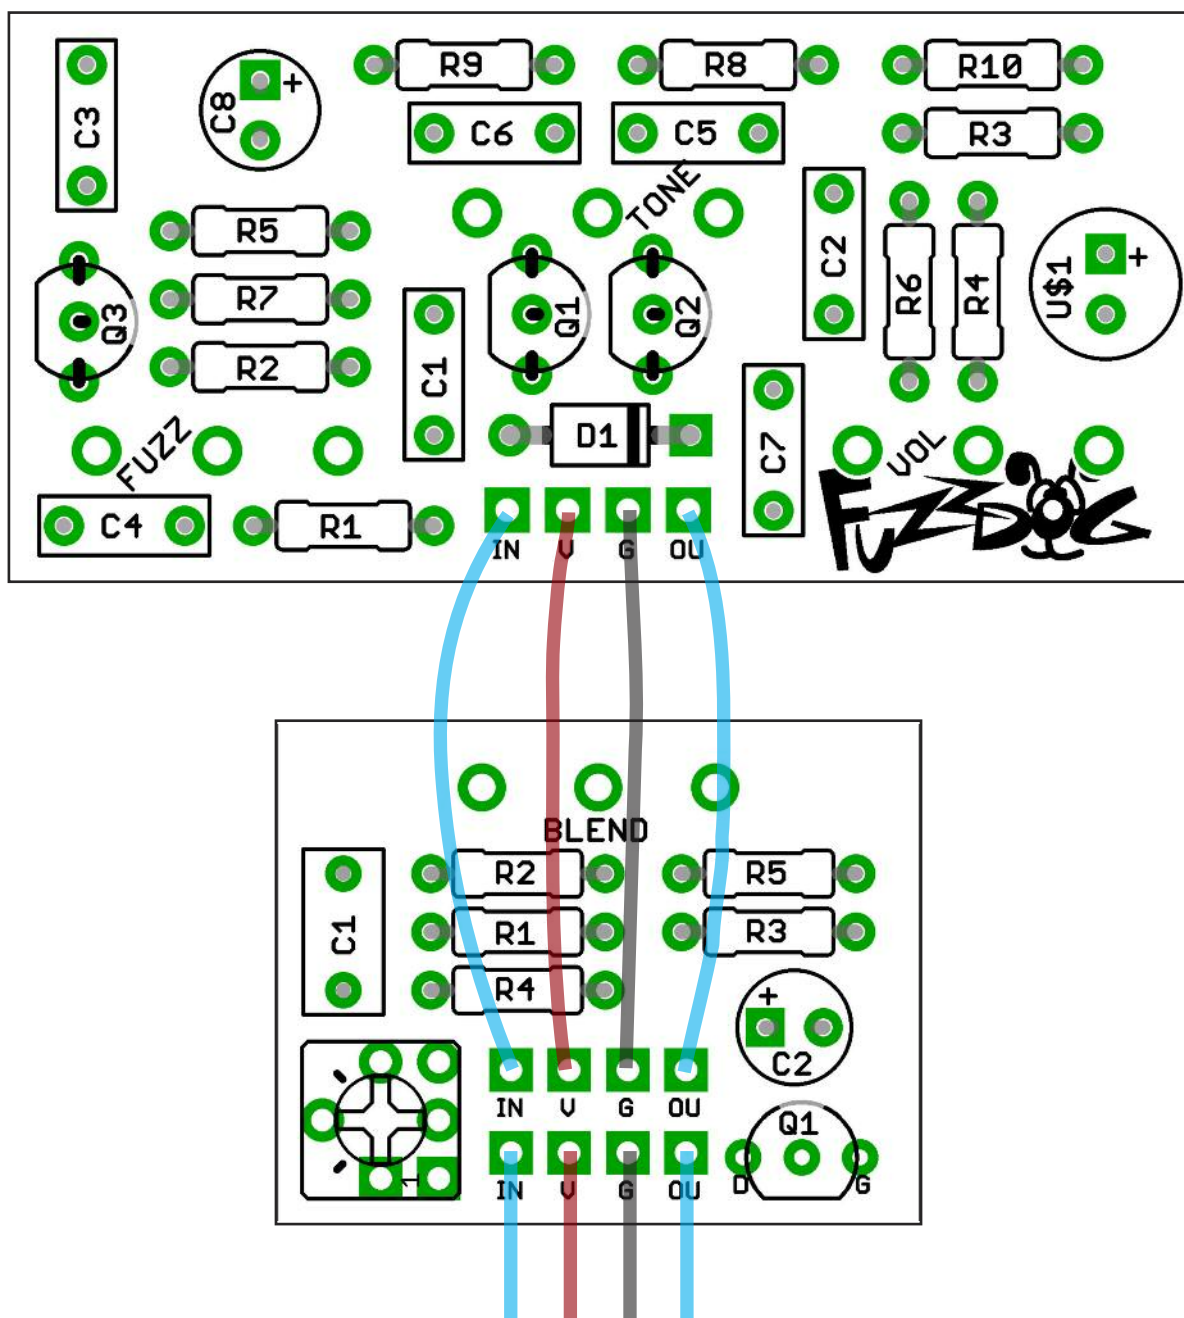 C3
C8
+
R9
R8
R10
C6
C5
R3
TONE
R5
C2
R6
R4
U$1
+
Q3
R7
Q1
Q2
R2
C1
FUZZ
D1
C7
VOL
C4
R1
IN V G OU
FUZZDOG
BLEND
R2
R5
C1
R1
R3
R4
+
C2
IN V G OU
Q1
1
IN V G OU
D G